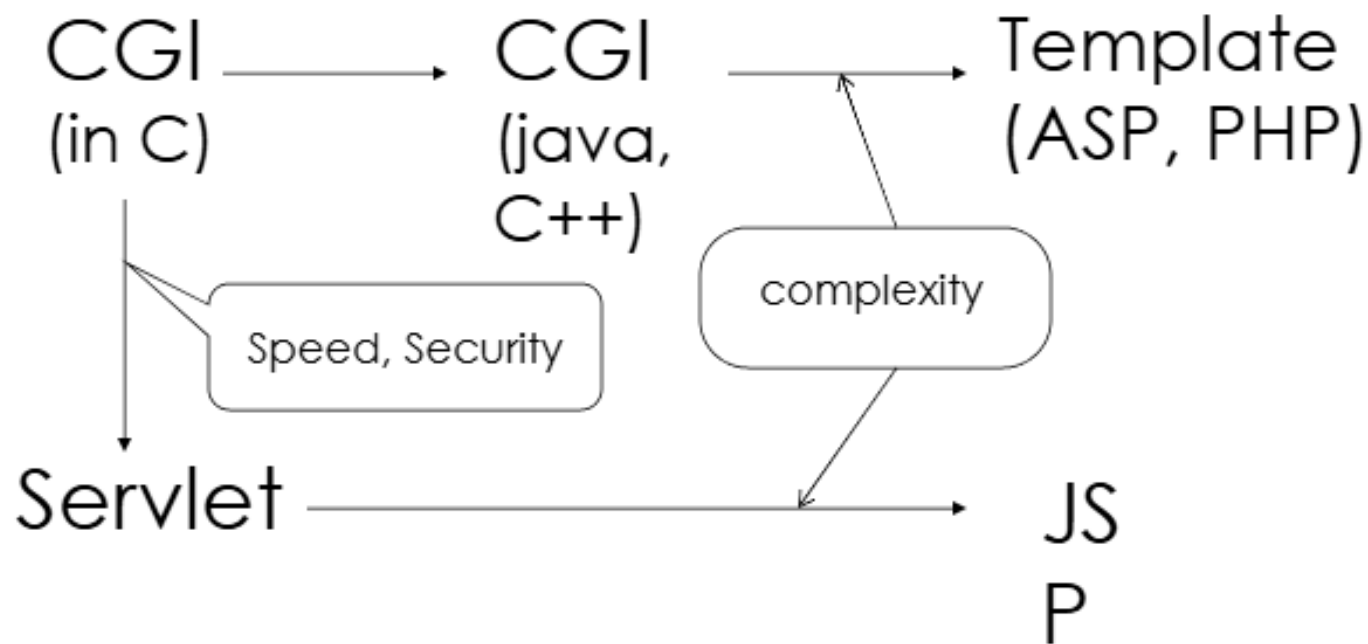 CGI
(in C)
CGI
(java,
C++)
Template
(ASP, PHP)
complexity
Speed, Security
Servlet
JS
P